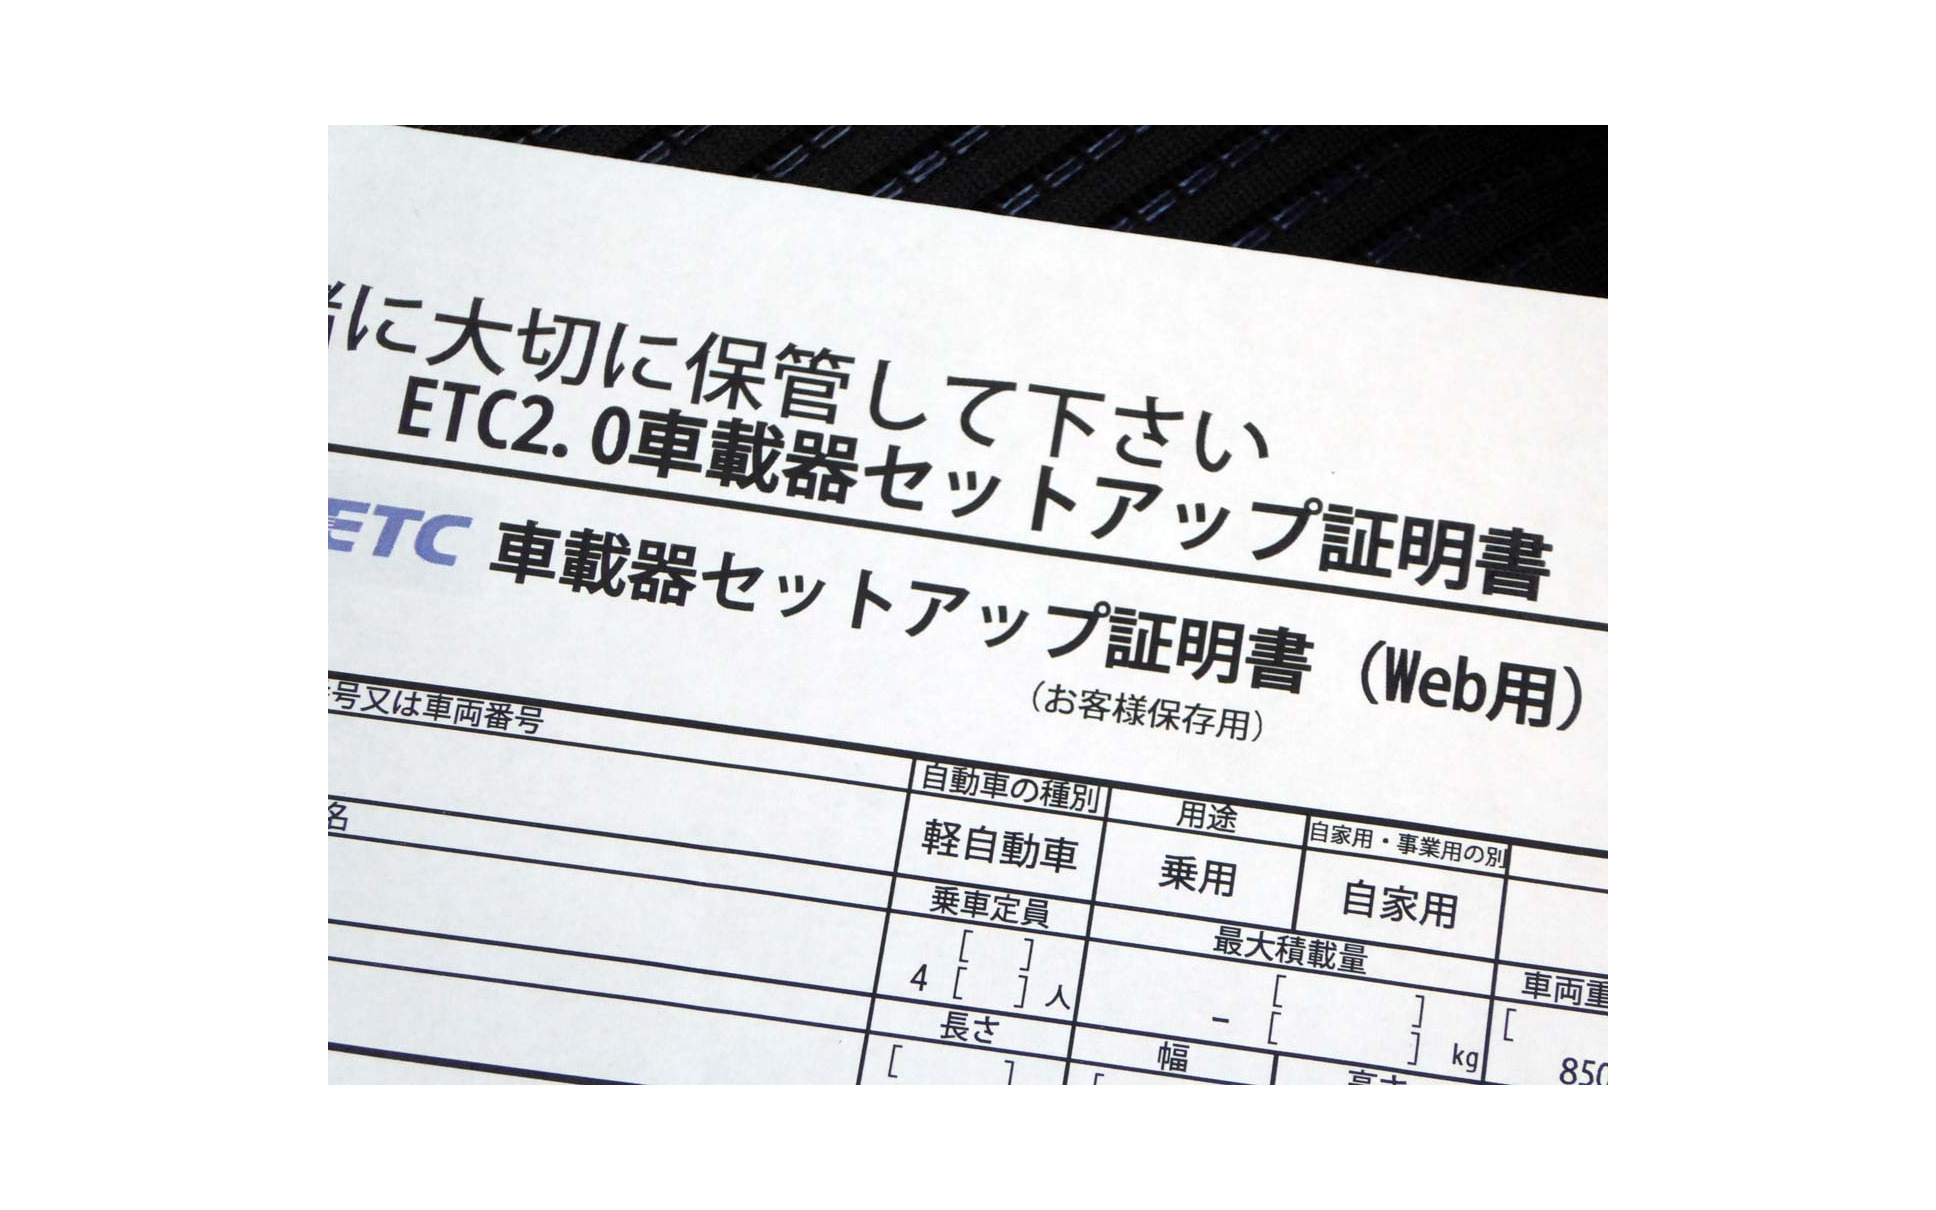 に大切に保管して下さい
ETC2.0車載器セットアップ証明書
ETC 車載器セットアップ証明書（Web用）
（お客様保存用）
号又は車両番号
自動車の種別 用途 自家用・事業用の別
名
軽自動車 乗用 自家用
乗車定員 最大積載量 車両重
[ ] [ ] [
4 [ ] 人 - [ ] kg 850
長さ 幅 高さ
[ ] [